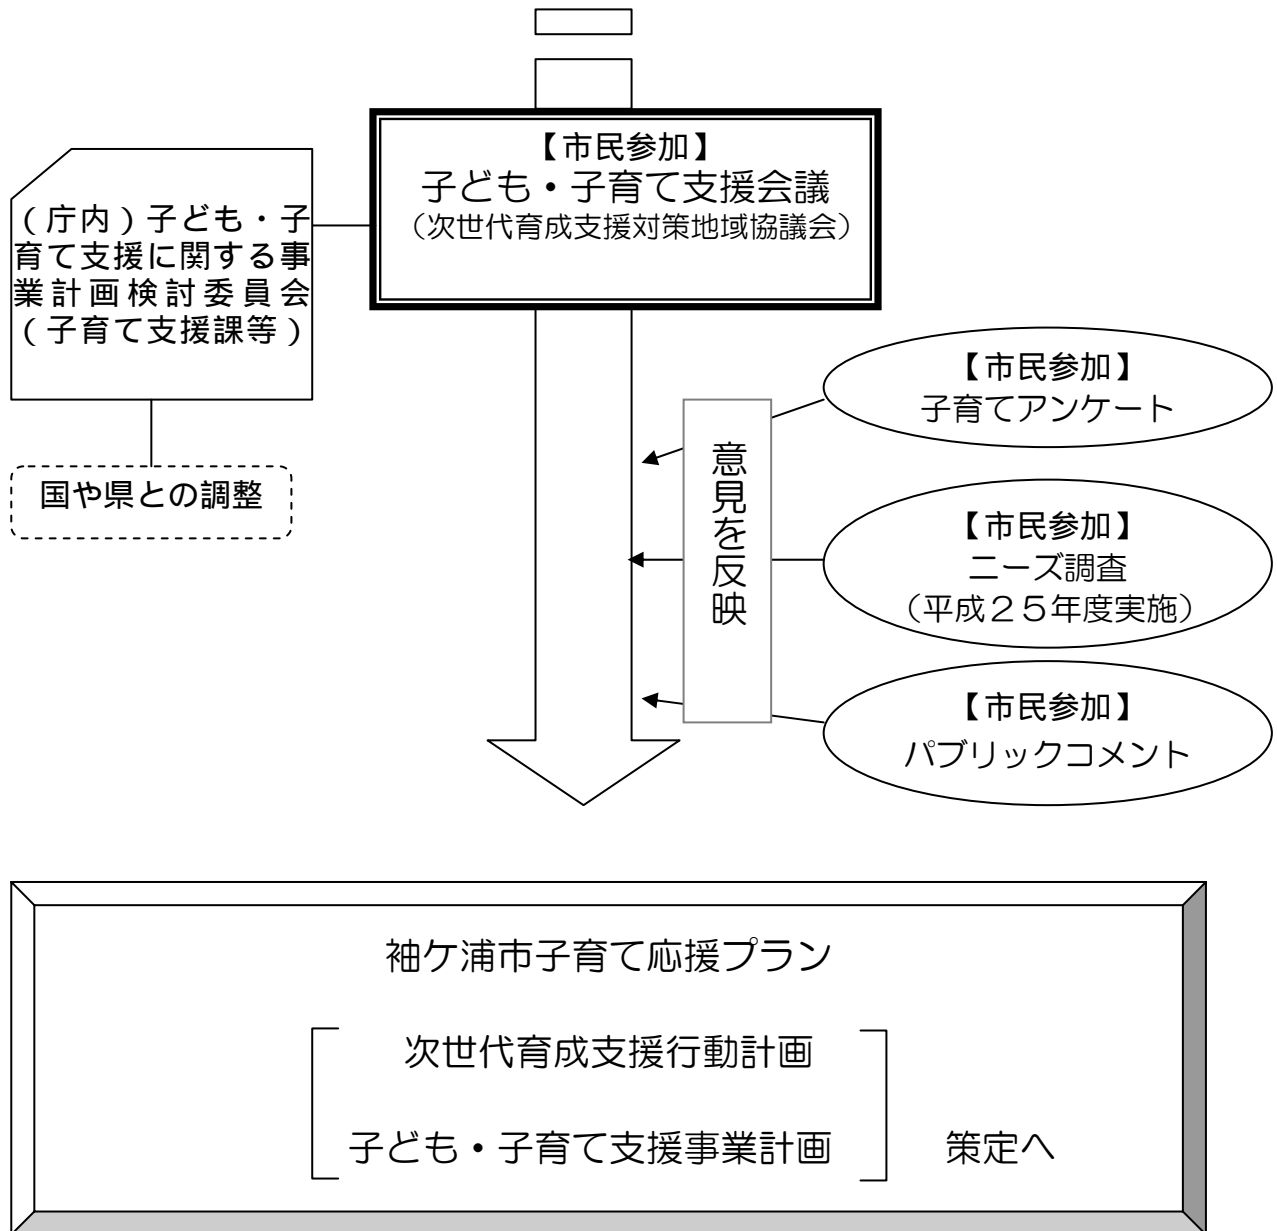 【市民参加】
子ども・子育て支援会議
（次世代育成支援対策地域協議会）
（庁内）子ども・子
育て支援に関する事
業計画検討委員会
（子育て支援課等）
国や県との調整
【市民参加】
子育てアンケート
意見を反映
【市民参加】
ニーズ調査
（平成２５年度実施）
【市民参加】
パブリックコメント
袖ケ浦市子育て応援プラン
次世代育成支援行動計画
子ども・子育て支援事業計画　策定へ